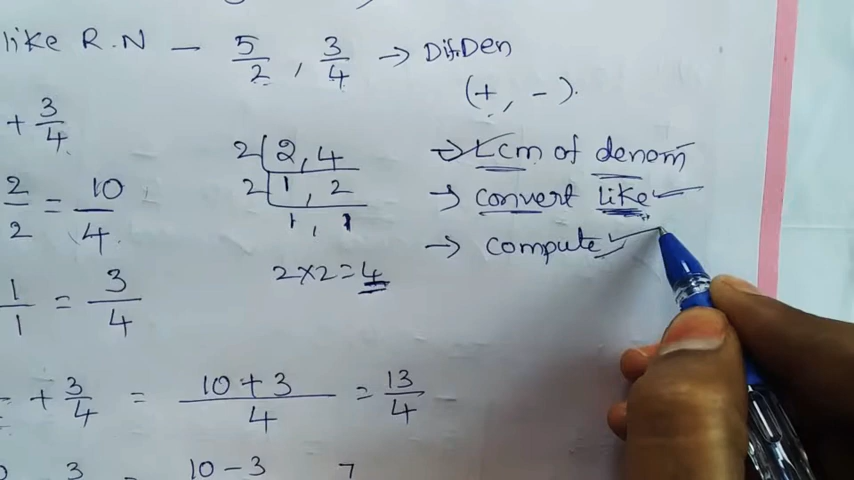 like R.N — 5/2 , 3/4 → Dif.Den
(+ , -).
+ 3/4
2 | 2, 4
→ Lcm of denom
2/2 = 10/4
2 | 1 , 2
→ convert like
1 , 1
→ compute
2×2=4
1/1 = 3/4
+ 3/4 = 10+3/4 = 13/4
3 = 10-3 7